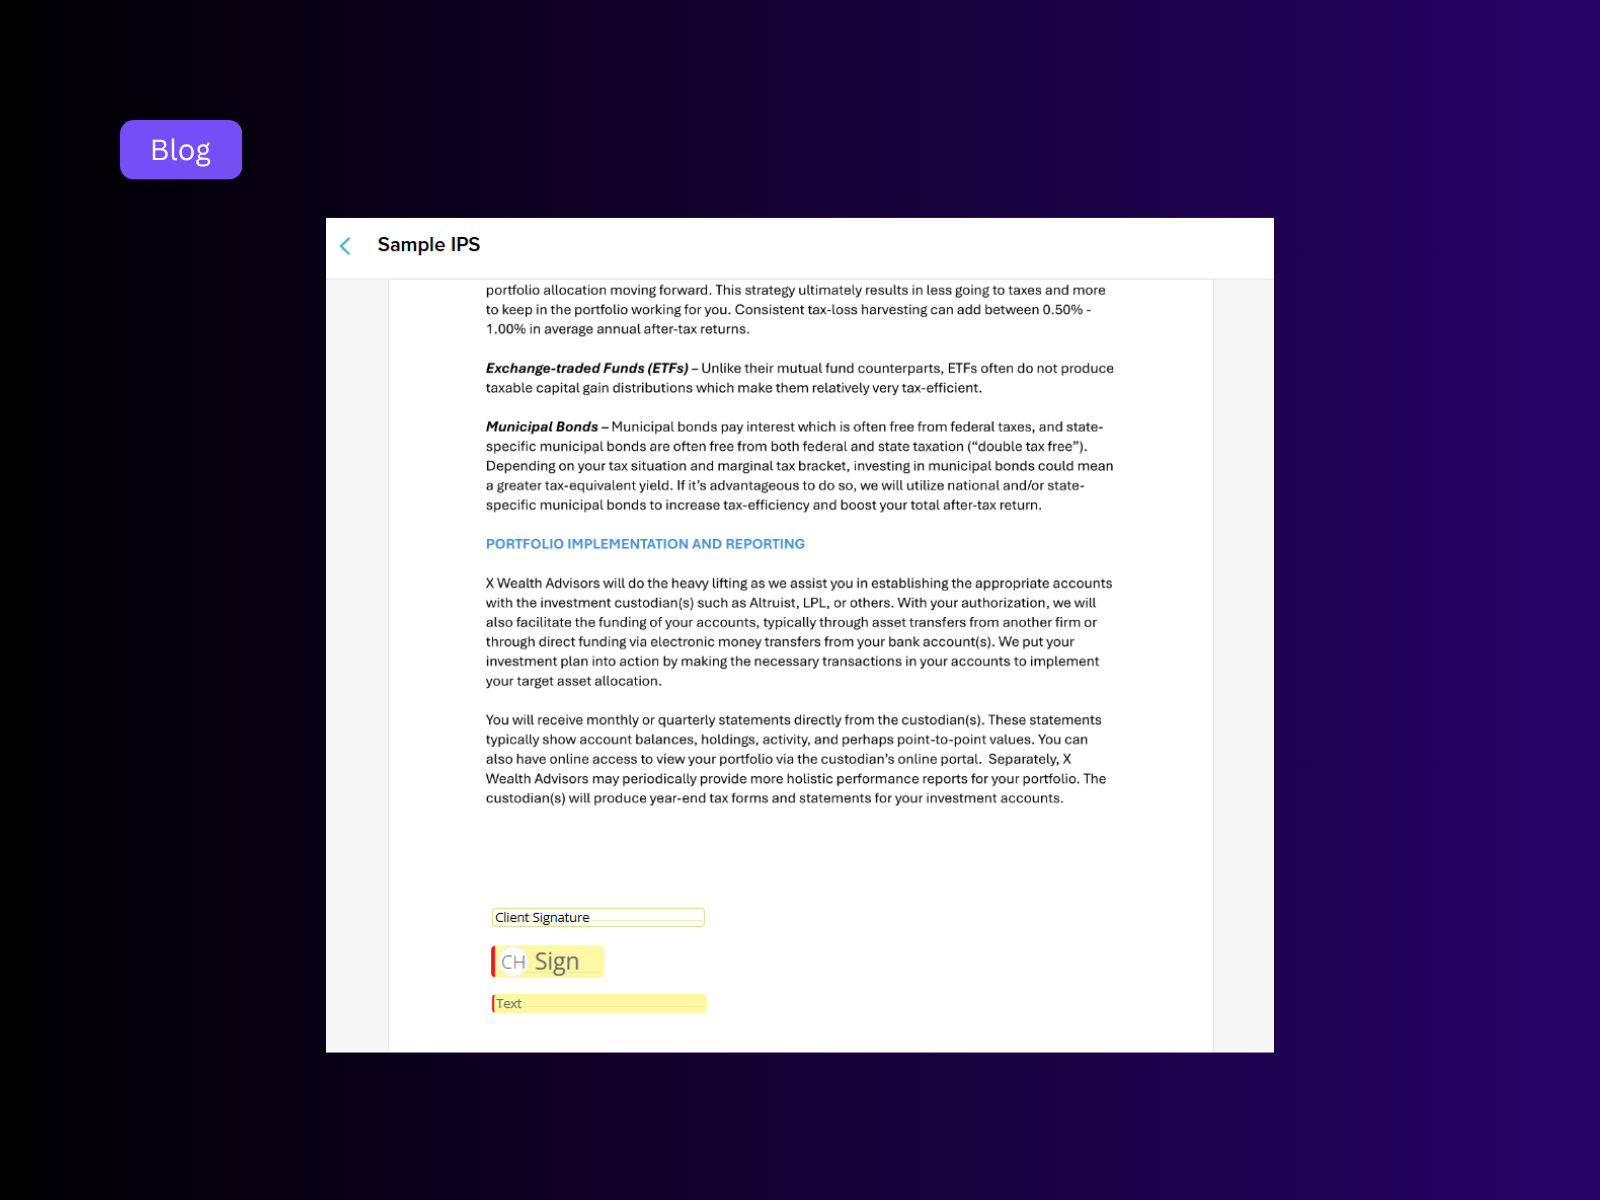 Blog
Sample IPS
portfolio allocation moving forward. This strategy ultimately results in less going to taxes and more
to keep in the portfolio working for you. Consistent tax-loss harvesting can add between 0.50% -
1.00% in average annual after-tax returns.
Exchange-traded Funds (ETFs) – Unlike their mutual fund counterparts, ETFs often do not produce
taxable capital gain distributions which make them relatively very tax-efficient.
Municipal Bonds – Municipal bonds pay interest which is often free from federal taxes, and state-
specific municipal bonds are often free from both federal and state taxation (“double tax free”).
Depending on your tax situation and marginal tax bracket, investing in municipal bonds could mean
a greater tax-equivalent yield. If it’s advantageous to do so, we will utilize national and/or state-
specific municipal bonds to increase tax-efficiency and boost your total after-tax return.
PORTFOLIO IMPLEMENTATION AND REPORTING
X Wealth Advisors will do the heavy lifting as we assist you in establishing the appropriate accounts
with the investment custodian(s) such as Altruist, LPL, or others. With your authorization, we will
also facilitate the funding of your accounts, typically through asset transfers from another firm or
through direct funding via electronic money transfers from your bank account(s). We put your
investment plan into action by making the necessary transactions in your accounts to implement
your target asset allocation.
You will receive monthly or quarterly statements directly from the custodian(s). These statements
typically show account balances, holdings, activity, and perhaps point-to-point values. You can
also have online access to view your portfolio via the custodian’s online portal.  Separately, X
Wealth Advisors may periodically provide more holistic performance reports for your portfolio. The
custodian(s) will produce year-end tax forms and statements for your investment accounts.
Client Signature
CH Sign
Text